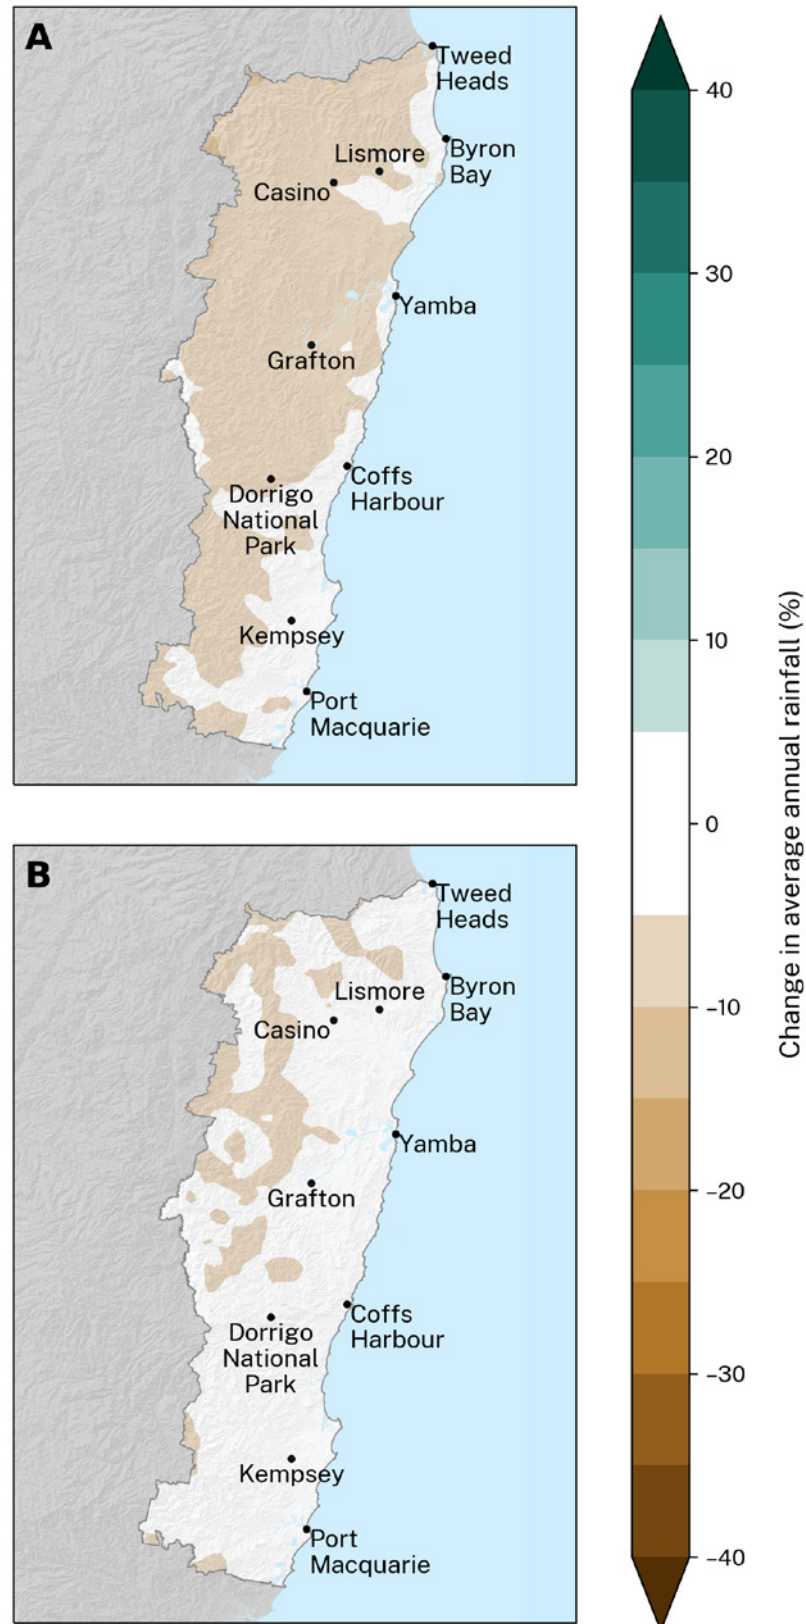 A
Tweed
Heads
Byron
Bay
Lismore
Casino
Yamba
Grafton
Coffs
Harbour
Dorrigo
National
Park
Kempsey
Port
Macquarie
B
Tweed
Heads
Byron
Bay
Lismore
Casino
Yamba
Grafton
Coffs
Harbour
Dorrigo
National
Park
Kempsey
Port
Macquarie
40
30
20
10
0
−10
−20
−30
−40
Change in average annual rainfall (%)